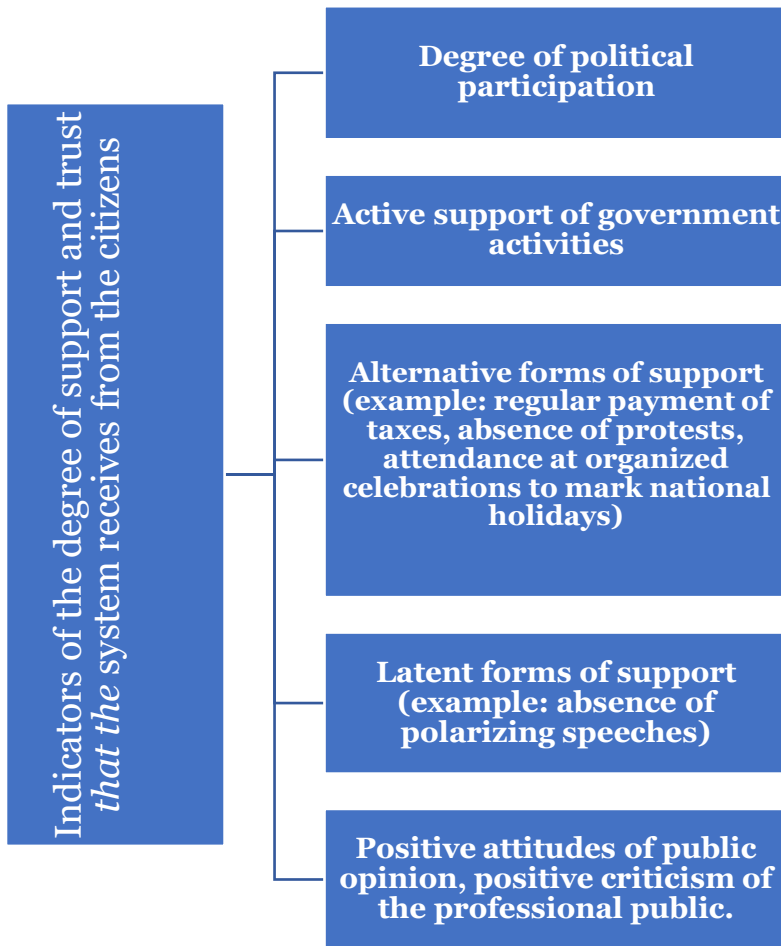 Indicators of the degree of support and trust
that the system receives from the citizens
Degree of political
participation
Active support of government
activities
Alternative forms of support
(example: regular payment of
taxes, absence of protests,
attendance at organized
celebrations to mark national
holidays)
Latent forms of support
(example: absence of
polarizing speeches)
Positive attitudes of public
opinion, positive criticism of
the professional public.